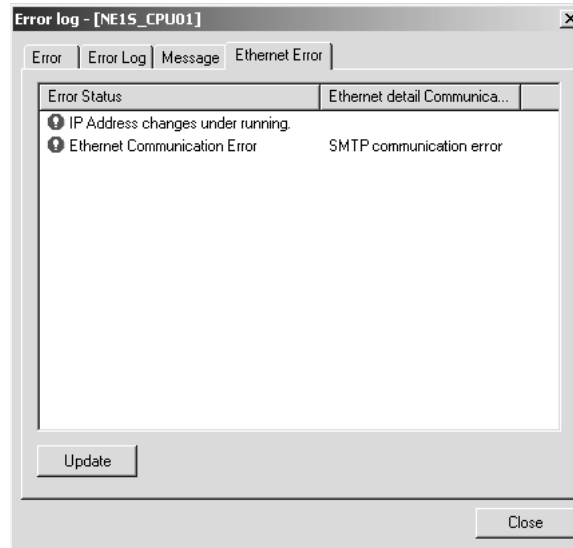 Error log - [NE1S_CPU01]
Error Error Log Message Ethernet Error
Error Status Ethernet detail Communica...
IP Address changes under running.
Ethernet Communication Error SMTP communication error
Update
Close